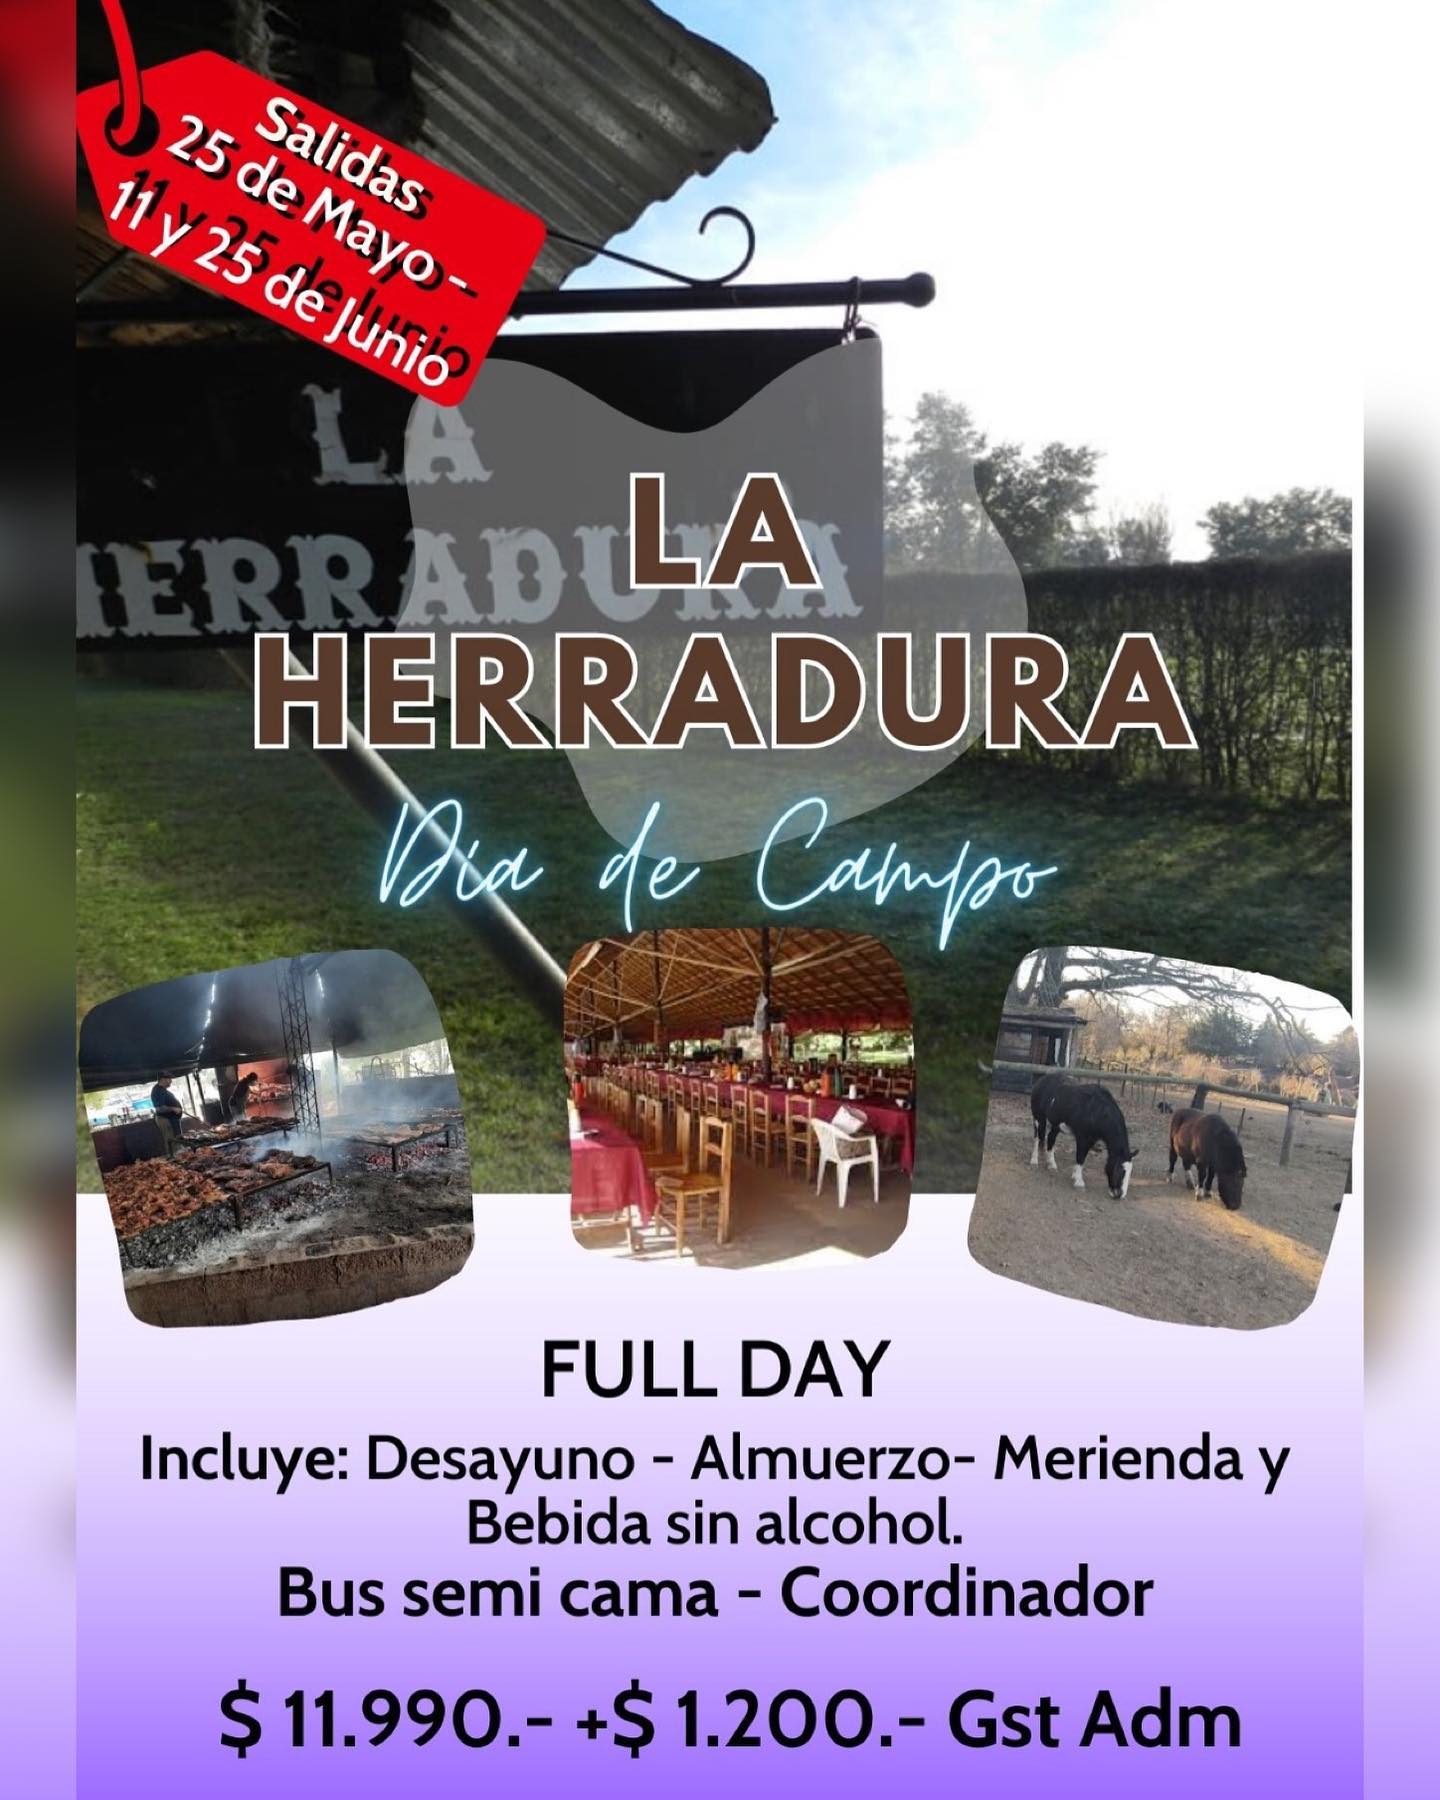 Salidas
25 de Mayo -
11 y 25 de Junio
LA
HERRADURA
LA
HERRADURA
Día de Campo
FULL DAY
Incluye: Desayuno - Almuerzo- Merienda y
Bebida sin alcohol.
Bus semi cama - Coordinador
$ 11.990.- +$ 1.200.- Gst Adm